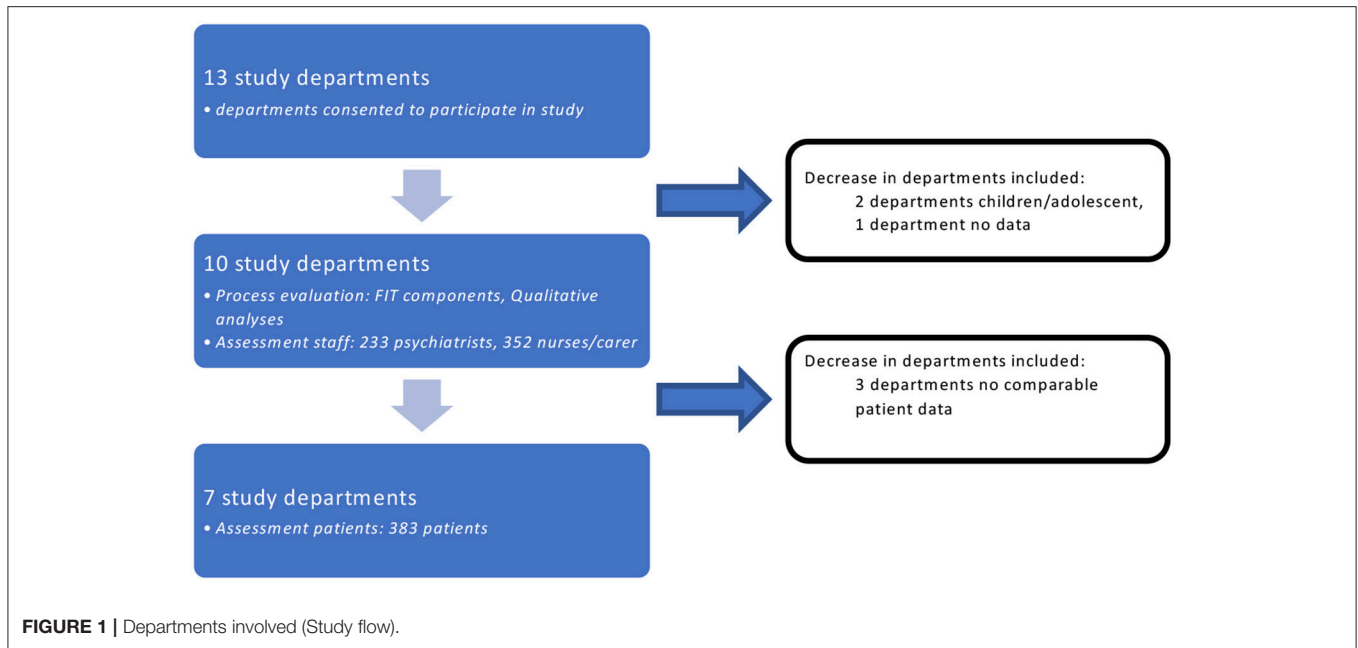 13 study departments
• departments consented to participate in study
Decrease in departments included:
2 departments children/adolescent,
1 department no data
10 study departments
• Process evaluation: FIT components, Qualitative
analyses
• Assessment staff: 233 psychiatrists, 352 nurses/carer
Decrease in departments included:
3 departments no comparable
patient data
7 study departments
• Assessment patients: 383 patients
FIGURE 1 | Departments involved (Study flow).